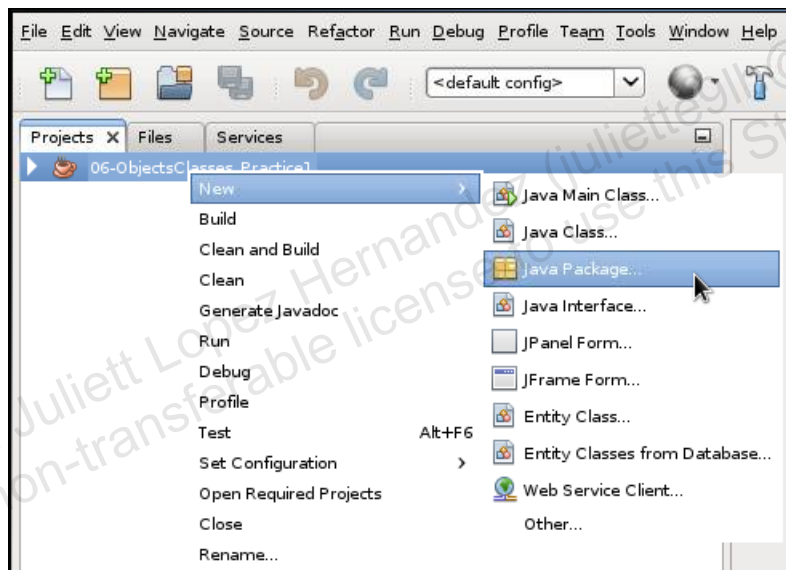 File Edit View Navigate Source Refactor Run Debug Profile Team Tools Window Help
<default config>
Projects X Files Services
06-ObjectsClasses_Practice1
New
Build
Clean and Build
Clean
Generate Javadoc
Run
Debug
Profile
Test Alt+F6
Set Configuration
Open Required Projects
Close
Rename...
Java Main Class...
Java Class...
Java Package...
Java Interface...
JPanel Form...
JFrame Form...
Entity Class...
Entity Classes from Database...
Web Service Client...
Other...
Juliett Lopez Hernandez (juliettegll
non-transferable license to use this St